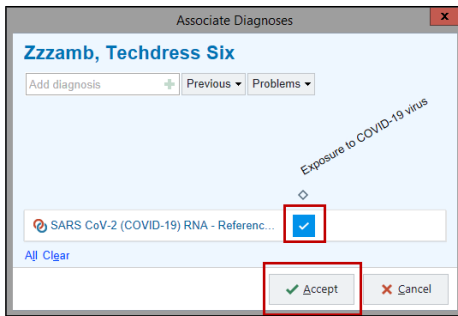 Associate Diagnoses
x
Zzzamb, Techdress Six
Add diagnosis
Previous
Problems
Exposure to COVID-19 virus
SARS CoV-2 (COVID-19) RNA - Referenc...
All Clear
Accept
Cancel